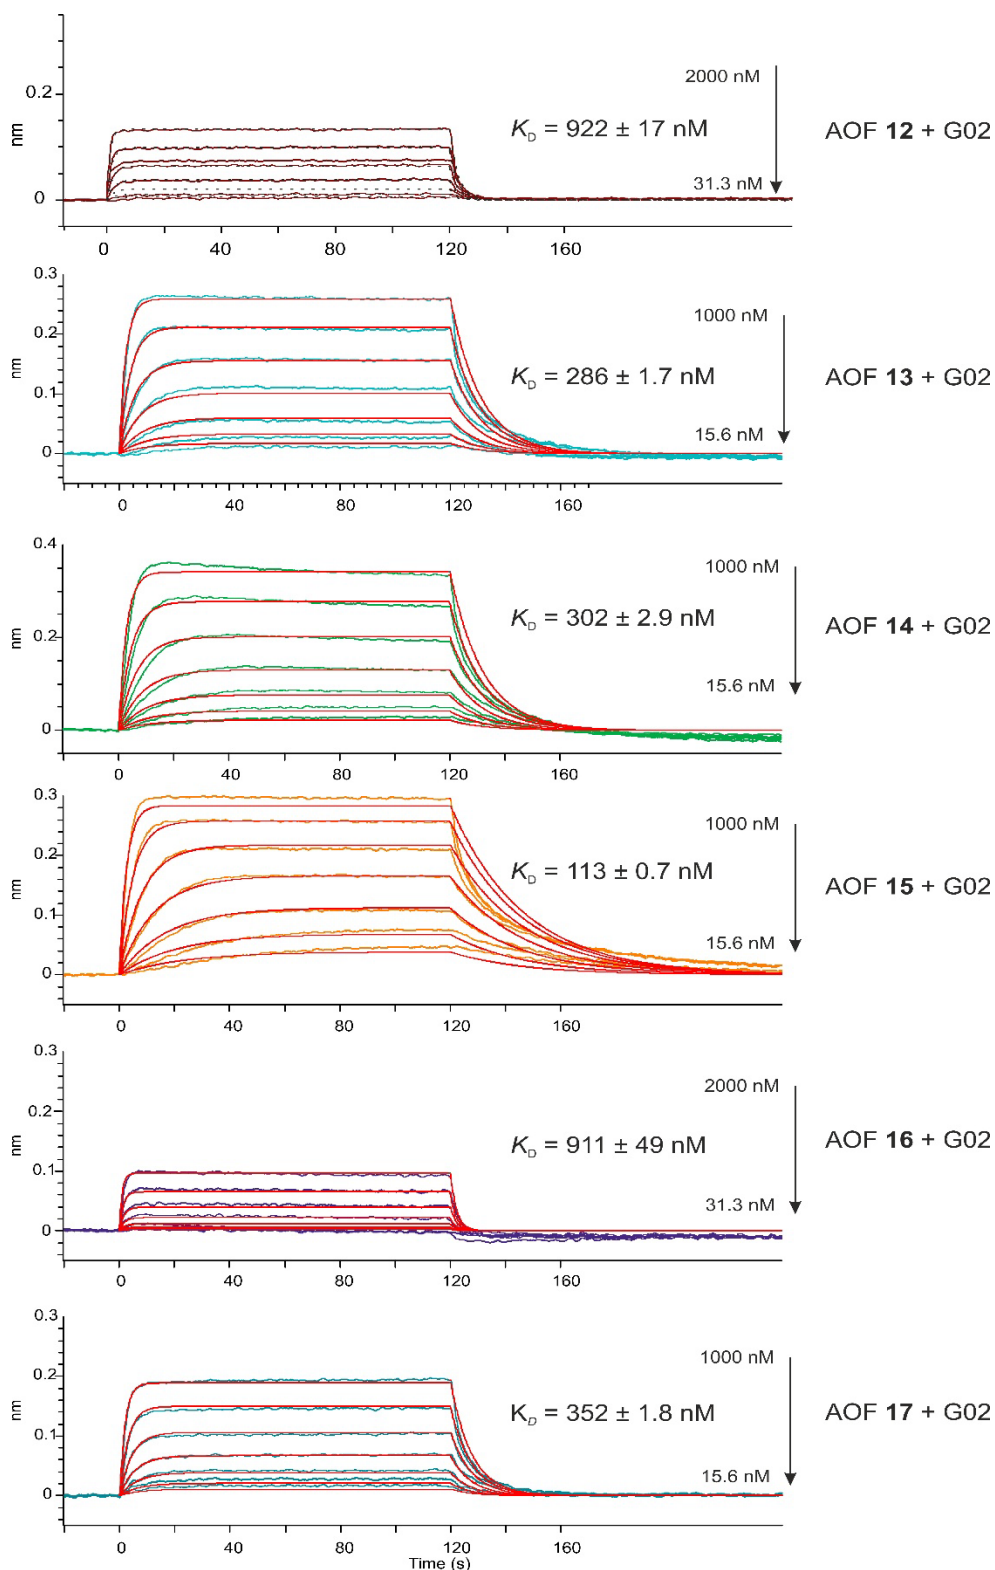 2000 nM
0.2
nm
K_D = 922 ± 17 nM
AOF 12 + G02
31.3 nM
0
0 40 80 120 160
0.3
1000 nM
0.2
nm
K_D = 286 ± 1.7 nM
AOF 13 + G02
0.1
15.6 nM
0
0 40 80 120 160
0.4
1000 nM
K_D = 302 ± 2.9 nM
AOF 14 + G02
nm
0.2
15.6 nM
0
0 40 80 120 160
0.3
1000 nM
0.2
K_D = 113 ± 0.7 nM
AOF 15 + G02
nm
0.1
15.6 nM
0
0 40 80 120 160
0.3
2000 nM
0.2
nm
K_D = 911 ± 49 nM
AOF 16 + G02
0.1
31.3 nM
0
0 40 80 120 160
0.3
1000 nM
0.2
nm
K_D = 352 ± 1.8 nM
AOF 17 + G02
0.1
15.6 nM
0
0 40 80 120 160
Time (s)